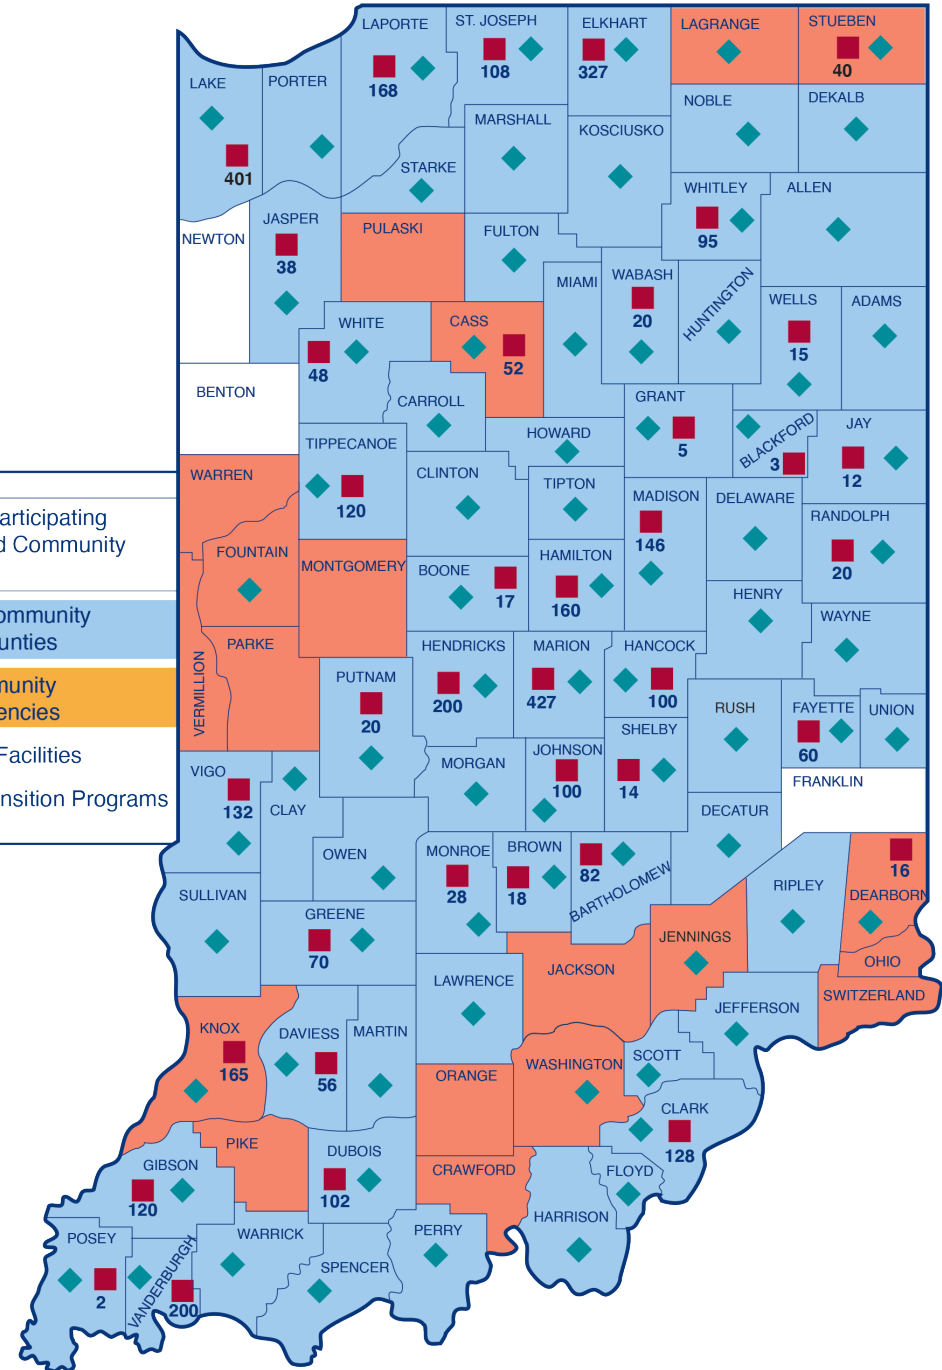 LAPORTE
168
ST. JOSEPH
108
ELKHART
327
LAGRANGE
STUEBEN
40
LAKE
401
PORTER
NOBLE
DEKALB
MARSHALL
KOSCIUSKO
STARKE
WHITLEY
95
ALLEN
NEWTON
JASPER
38
PULASKI
FULTON
MIAMI
WABASH
20
HUNTINGTON
WELLS
15
ADAMS
WHITE
48
CASS
52
BENTON
CARROLL
GRANT
5
BLACKFORD
3
JAY
12
HOWARD
TIPPECANOE
120
WARREN
CLINTON
TIPTON
MADISON
146
DELAWARE
RANDOLPH
20
articipating
d Community
FOUNTAIN
MONTGOMERY
BOONE
17
HAMILTON
160
HENRY
WAYNE
ommunity
unties
PARKE
VERMILLION
HENDRICKS
200
MARION
427
HANCOCK
100
PUTNAM
20
munity
encies
RUSH
FAYETTE
60
UNION
SHELBY
14
Facilities
MORGAN
JOHNSON
100
VIGO
132
CLAY
FRANKLIN
nsition Programs
DECATUR
OWEN
MONROE
28
BROWN
18
82
BARTHOLOMEW
16
DEARBORN
SULLIVAN
RIPLEY
GREENE
70
JENNINGS
JACKSON
OHIO
LAWRENCE
SWITZERLAND
JEFFERSON
KNOX
165
DAVIESS
56
MARTIN
SCOTT
WASHINGTON
ORANGE
CLARK
128
PIKE
DUBOIS
102
GIBSON
120
CRAWFORD
FLOYD
HARRISON
POSEY
2
VANDERBURGH
200
WARRICK
PERRY
SPENCER